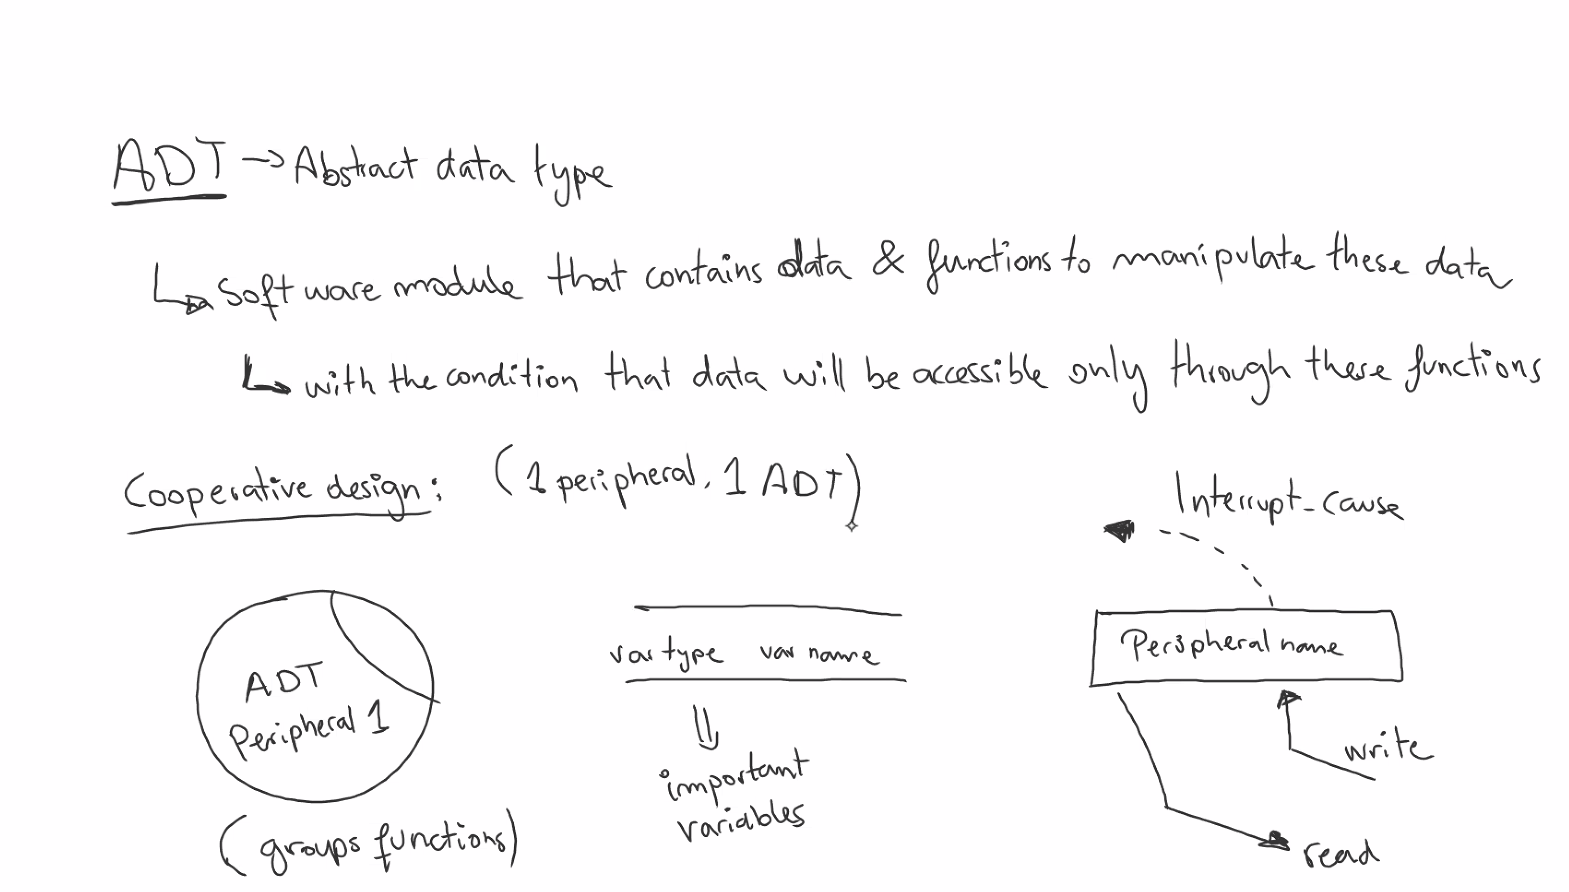 ADT → Abstract data type
↳ Software module that contains data & functions to manipulate these data
↳ with the condition that data will be accessible only through these functions
Cooperative design: (1 peripheral, 1 ADT)
Interrupt_cause
ADT
Peripheral 1
(groups functions)
var type var name
important
variables
Peripheral name
write
read